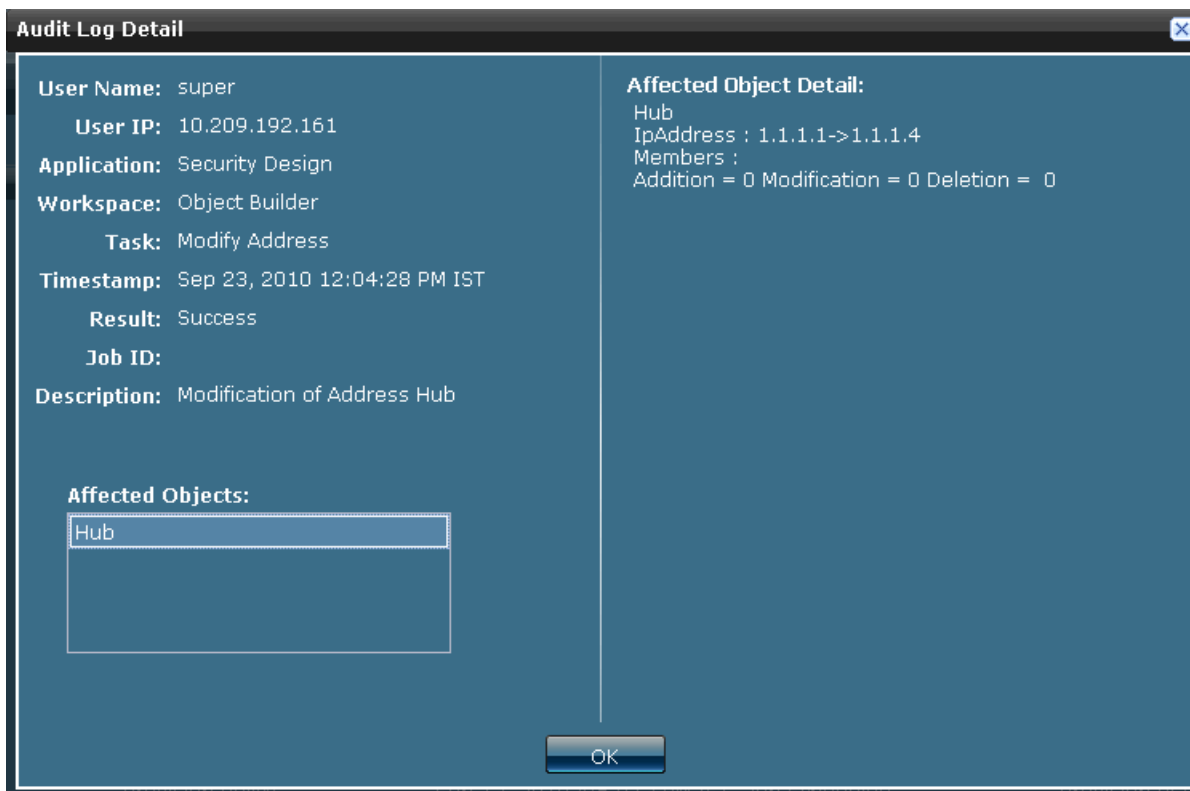 Audit Log Detail
User Name: super
User IP: 10.209.192.161
Application: Security Design
Workspace: Object Builder
Task: Modify Address
Timestamp: Sep 23, 2010 12:04:28 PM IST
Result: Success
Job ID:
Description: Modification of Address Hub
Affected Objects:
Hub
Affected Object Detail:
Hub
IpAddress : 1.1.1.1->1.1.1.4
Members :
Addition = 0 Modification = 0 Deletion =  0
OK